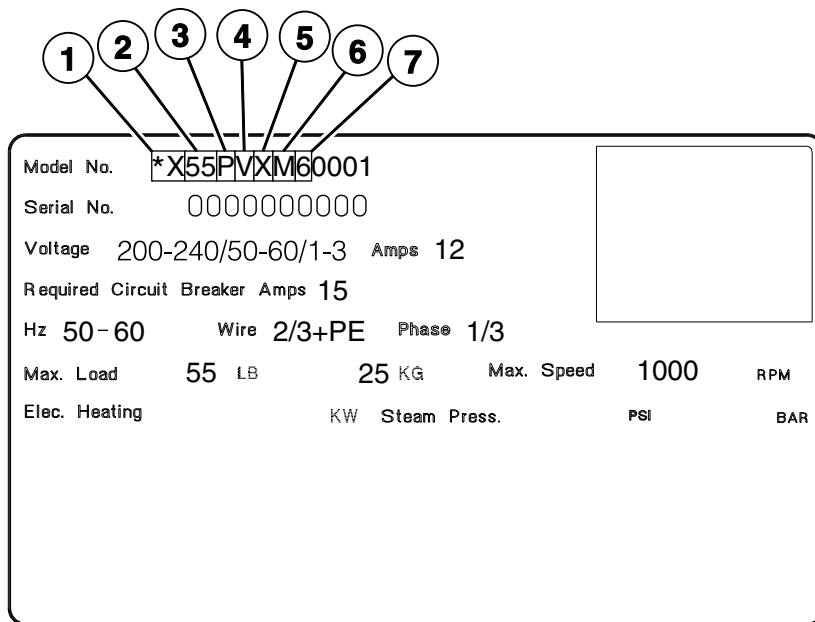 1 2 3 4 5 6 7
Model No. *X55PVXM60001
Serial No. 0000000000
Voltage 200-240/50-60/1-3 Amps 12
Required Circuit Breaker Amps 15
Hz 50-60 Wire 2/3+PE Phase 1/3
Max. Load 55 LB 25 KG Max. Speed 1000 RPM
Elec. Heating KW Steam Press. PSI BAR